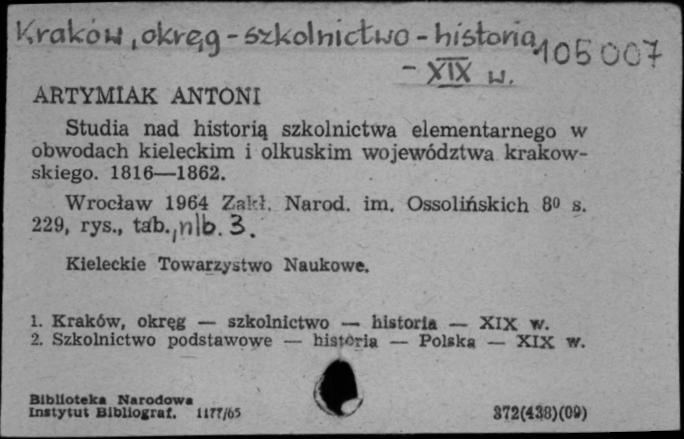 Kraków, okręg - szkolnictwo - historia
105 007
- XIX w.
ARTYMIAK ANTONI
Studia nad historią szkolnictwa elementarnego w
obwodach kieleckim i olkuskim województwa krakow-
skiego. 1816—1862.
Wrocław 1964 Zakł. Narod. im. Ossolińskich 8⁰ s.
229, rys., tab., nlb. 3.
Kieleckie Towarzystwo Naukowe.
1. Kraków, okręg — szkolnictwo — historia — XIX w.
2. Szkolnictwo podstawowe — historia — Polska — XIX w.
Biblioteka Narodowa
Instytut Bibliograf. 1177/65
372(438)(09)